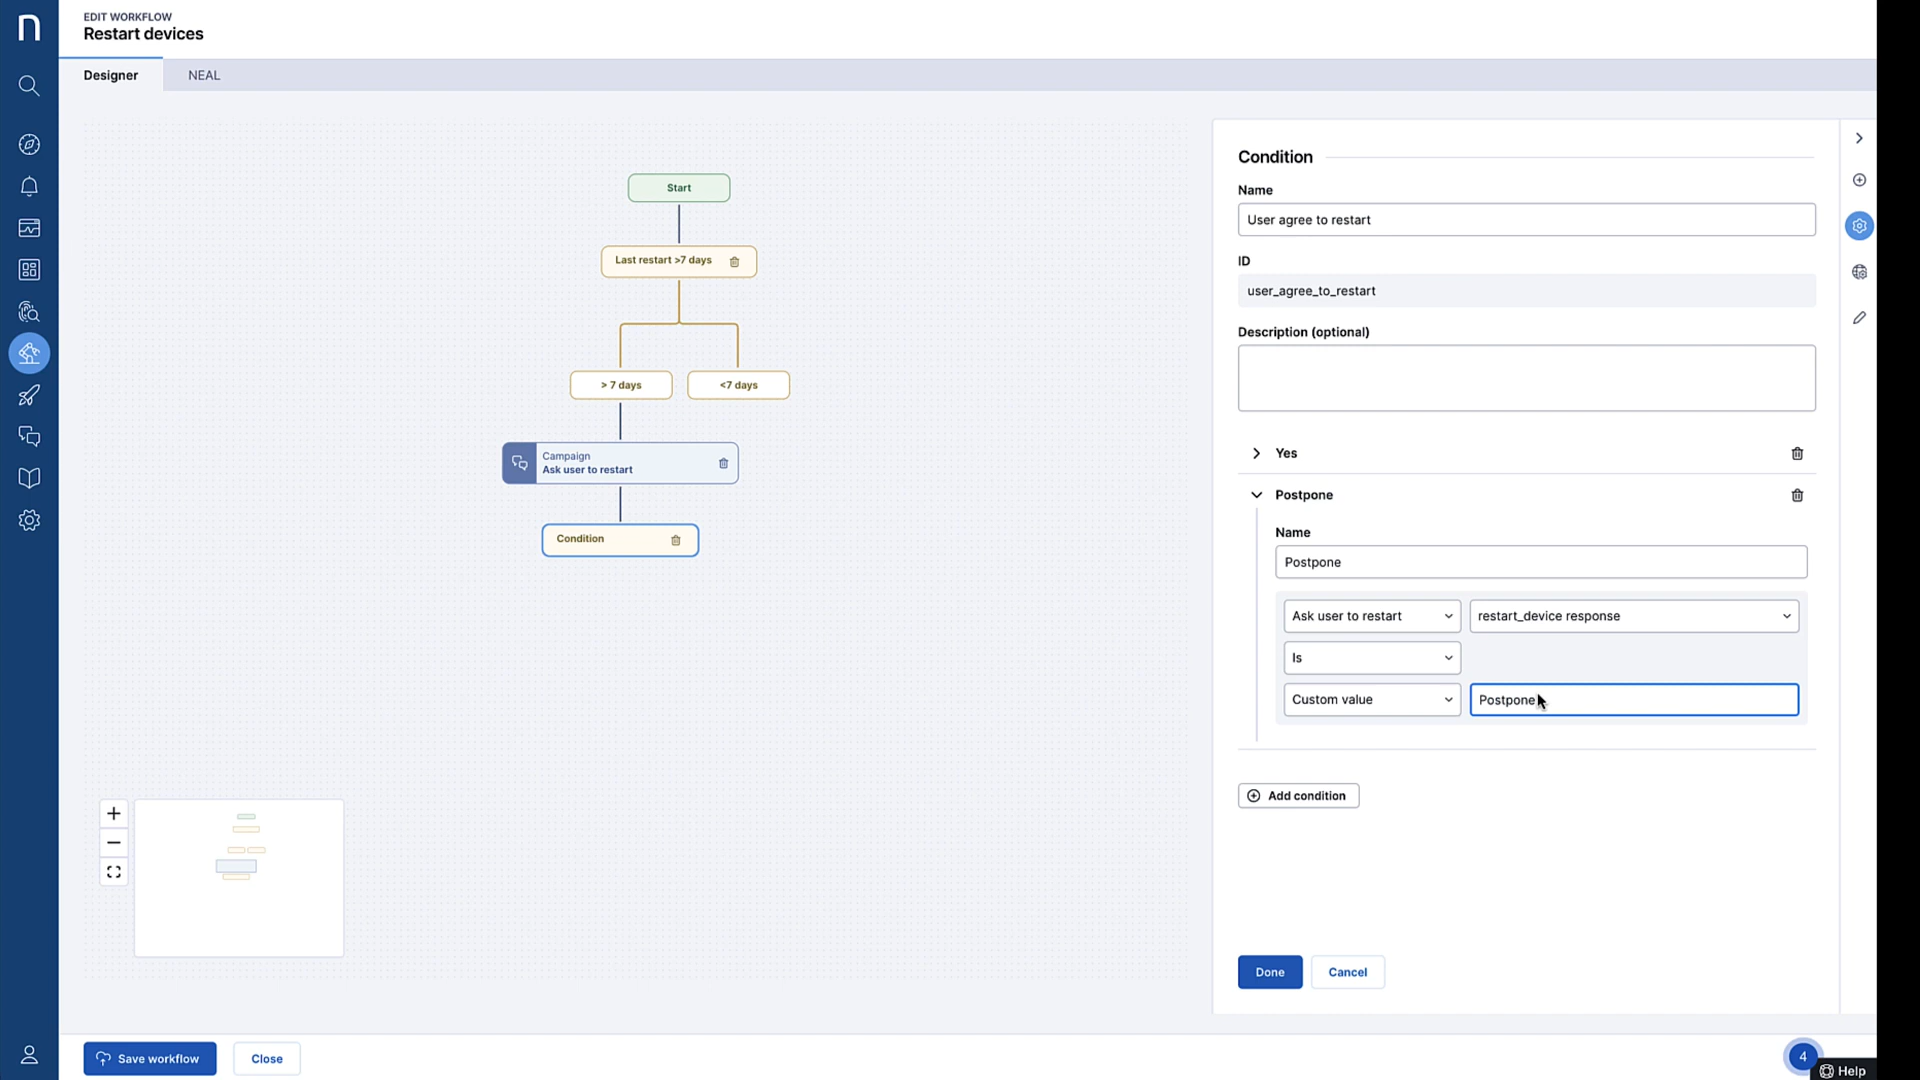 EDIT WORKFLOW
Restart devices
Designer
NEAL
Start
Last restart >7 days
> 7 days
<7 days
Campaign
Ask user to restart
Condition
Condition
Name
User agree to restart
ID
user_agree_to_restart
Description (optional)
Yes
Postpone
Name
Postpone
Ask user to restart
restart_device response
Is
Custom value
Postpone
Add condition
Done
Cancel
Save workflow
Close
4
Help